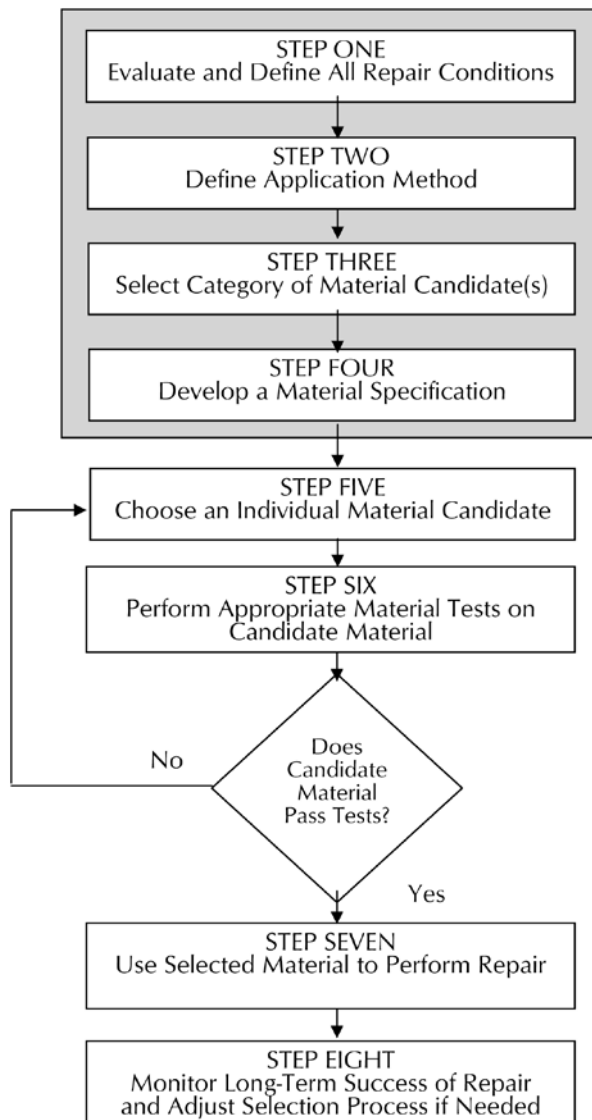 STEP ONE
Evaluate and Define All Repair Conditions
STEP TWO
Define Application Method
STEP THREE
Select Category of Material Candidate(s)
STEP FOUR
Develop a Material Specification
STEP FIVE
Choose an Individual Material Candidate
STEP SIX
Perform Appropriate Material Tests on
Candidate Material
Does
Candidate
Material
Pass Tests?
No
Yes
STEP SEVEN
Use Selected Material to Perform Repair
STEP EIGHT
Monitor Long-Term Success of Repair
and Adjust Selection Process if Needed